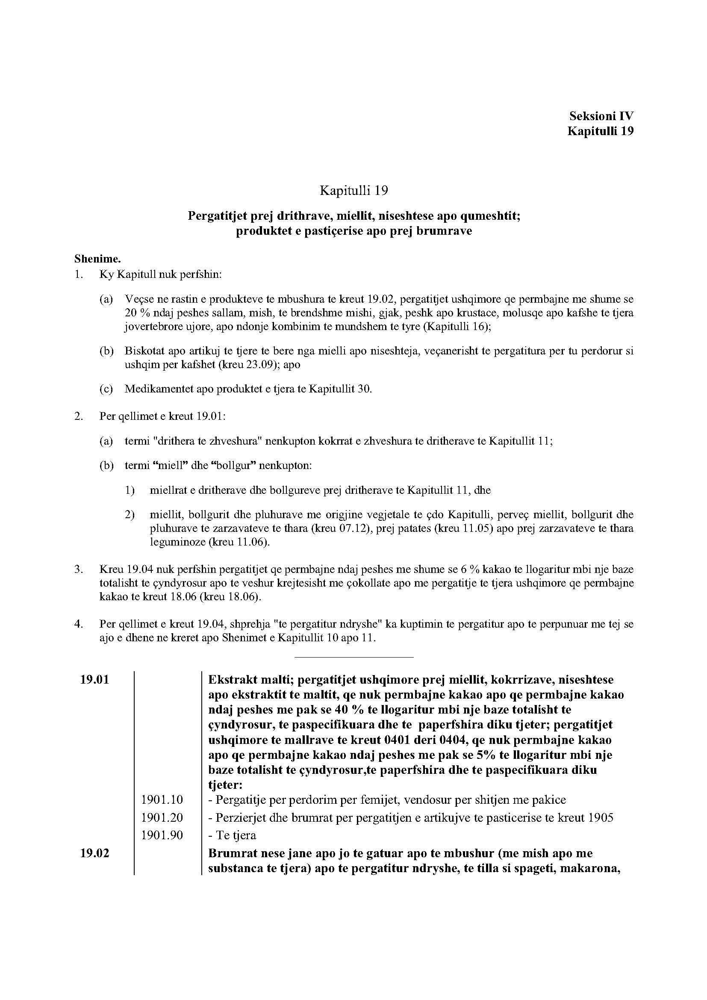 Seksioni IV
Kapitulli 19
Kapitulli 19
Pergatitjet prej drithrave, miellit, niseshtese apo qumeshtit;
produktet e pastiçerise apo prej brumrave
Shenime.
1. Ky Kapitull nuk perfshin:
(a) Veçse ne rastin e produkteve te mbushura te kreut 19.02, pergatitjet ushqimore qe permbajne me shume se
20 % ndaj peshes sallam, mish, te brendshme mishi, gjak, peshk apo krustace, molusqe apo kafshe te tjera
jovertebrore ujore, apo ndonje kombinim te mundshem te tyre (Kapitulli 16);
(b) Biskotat apo artikuj te tjere te bere nga mielli apo niseshteja, veçanerisht te pergatitura per tu perdorur si
ushqim per kafshet (kreu 23.09); apo
(c) Medikamentet apo produktet e tjera te Kapitullit 30.
2. Per qellimet e kreut 19.01:
(a) termi "drithera te zhveshura" nenkupton kokrrat e zhveshura te dritherave te Kapitullit 11;
(b) termi “miell” dhe “bollgur” nenkupton:
1) miellrat e dritherave dhe bollgureve prej dritherave te Kapitullit 11, dhe
2) miellit, bollgurit dhe pluhurave me origjine vegjetale te çdo Kapitulli, perveç miellit, bollgurit dhe
pluhurave te zarzavateve te thara (kreu 07.12), prej patates (kreu 11.05) apo prej zarzavateve te thara
leguminoze (kreu 11.06).
3. Kreu 19.04 nuk perfshin pergatitjet qe permbajne ndaj peshes me shume se 6 % kakao te llogaritur mbi nje baze
totalisht te çyndyrosur apo te veshur krejtesisht me çokollate apo me pergatitje te tjera ushqimore qe permbajne
kakao te kreut 18.06 (kreu 18.06).
4. Per qellimet e kreut 19.04, shprehja "te pergatitur ndryshe" ka kuptimin te pergatitur apo te perpunuar me tej se
ajo e dhene ne kreret apo Shenimet e Kapitullit 10 apo 11.
19.01 Ekstrakt malti; pergatitjet ushqimore prej miellit, kokrrizave, niseshtese
apo ekstraktit te maltit, qe nuk permbajne kakao apo qe permbajne kakao
ndaj peshes me pak se 40 % te llogaritur mbi nje baze totalisht te
çyndyrosur, te paspecifikuara dhe te  paperfshira diku tjeter; pergatitjet
ushqimore te mallrave te kreut 0401 deri 0404, qe nuk permbajne kakao
apo qe permbajne kakao ndaj peshes me pak se 5% te llogaritur mbi nje
baze totalisht te çyndyrosur,te paperfshira dhe te paspecifikuara diku
tjeter:
1901.10 - Pergatitje per perdorim per femijet, vendosur per shitjen me pakice
1901.20 - Perzierjet dhe brumrat per pergatitjen e artikujve te pasticerise te kreut 1905
1901.90 - Te tjera
19.02 Brumrat nese jane apo jo te gatuar apo te mbushur (me mish apo me
substanca te tjera) apo te pergatitur ndryshe, te tilla si spageti, makarona,